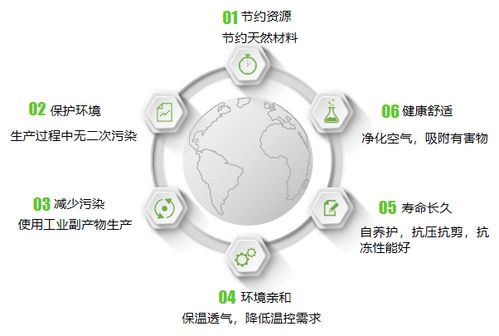 01 节约资源
节约天然材料
02 保护环境
生产过程中无二次污染
03 减少污染
使用工业副产物生产
04 环境亲和
保温透气，降低温控需求
05 寿命长久
自养护，抗压抗剪，抗
冻性能好
06 健康舒适
净化空气，吸附有害物